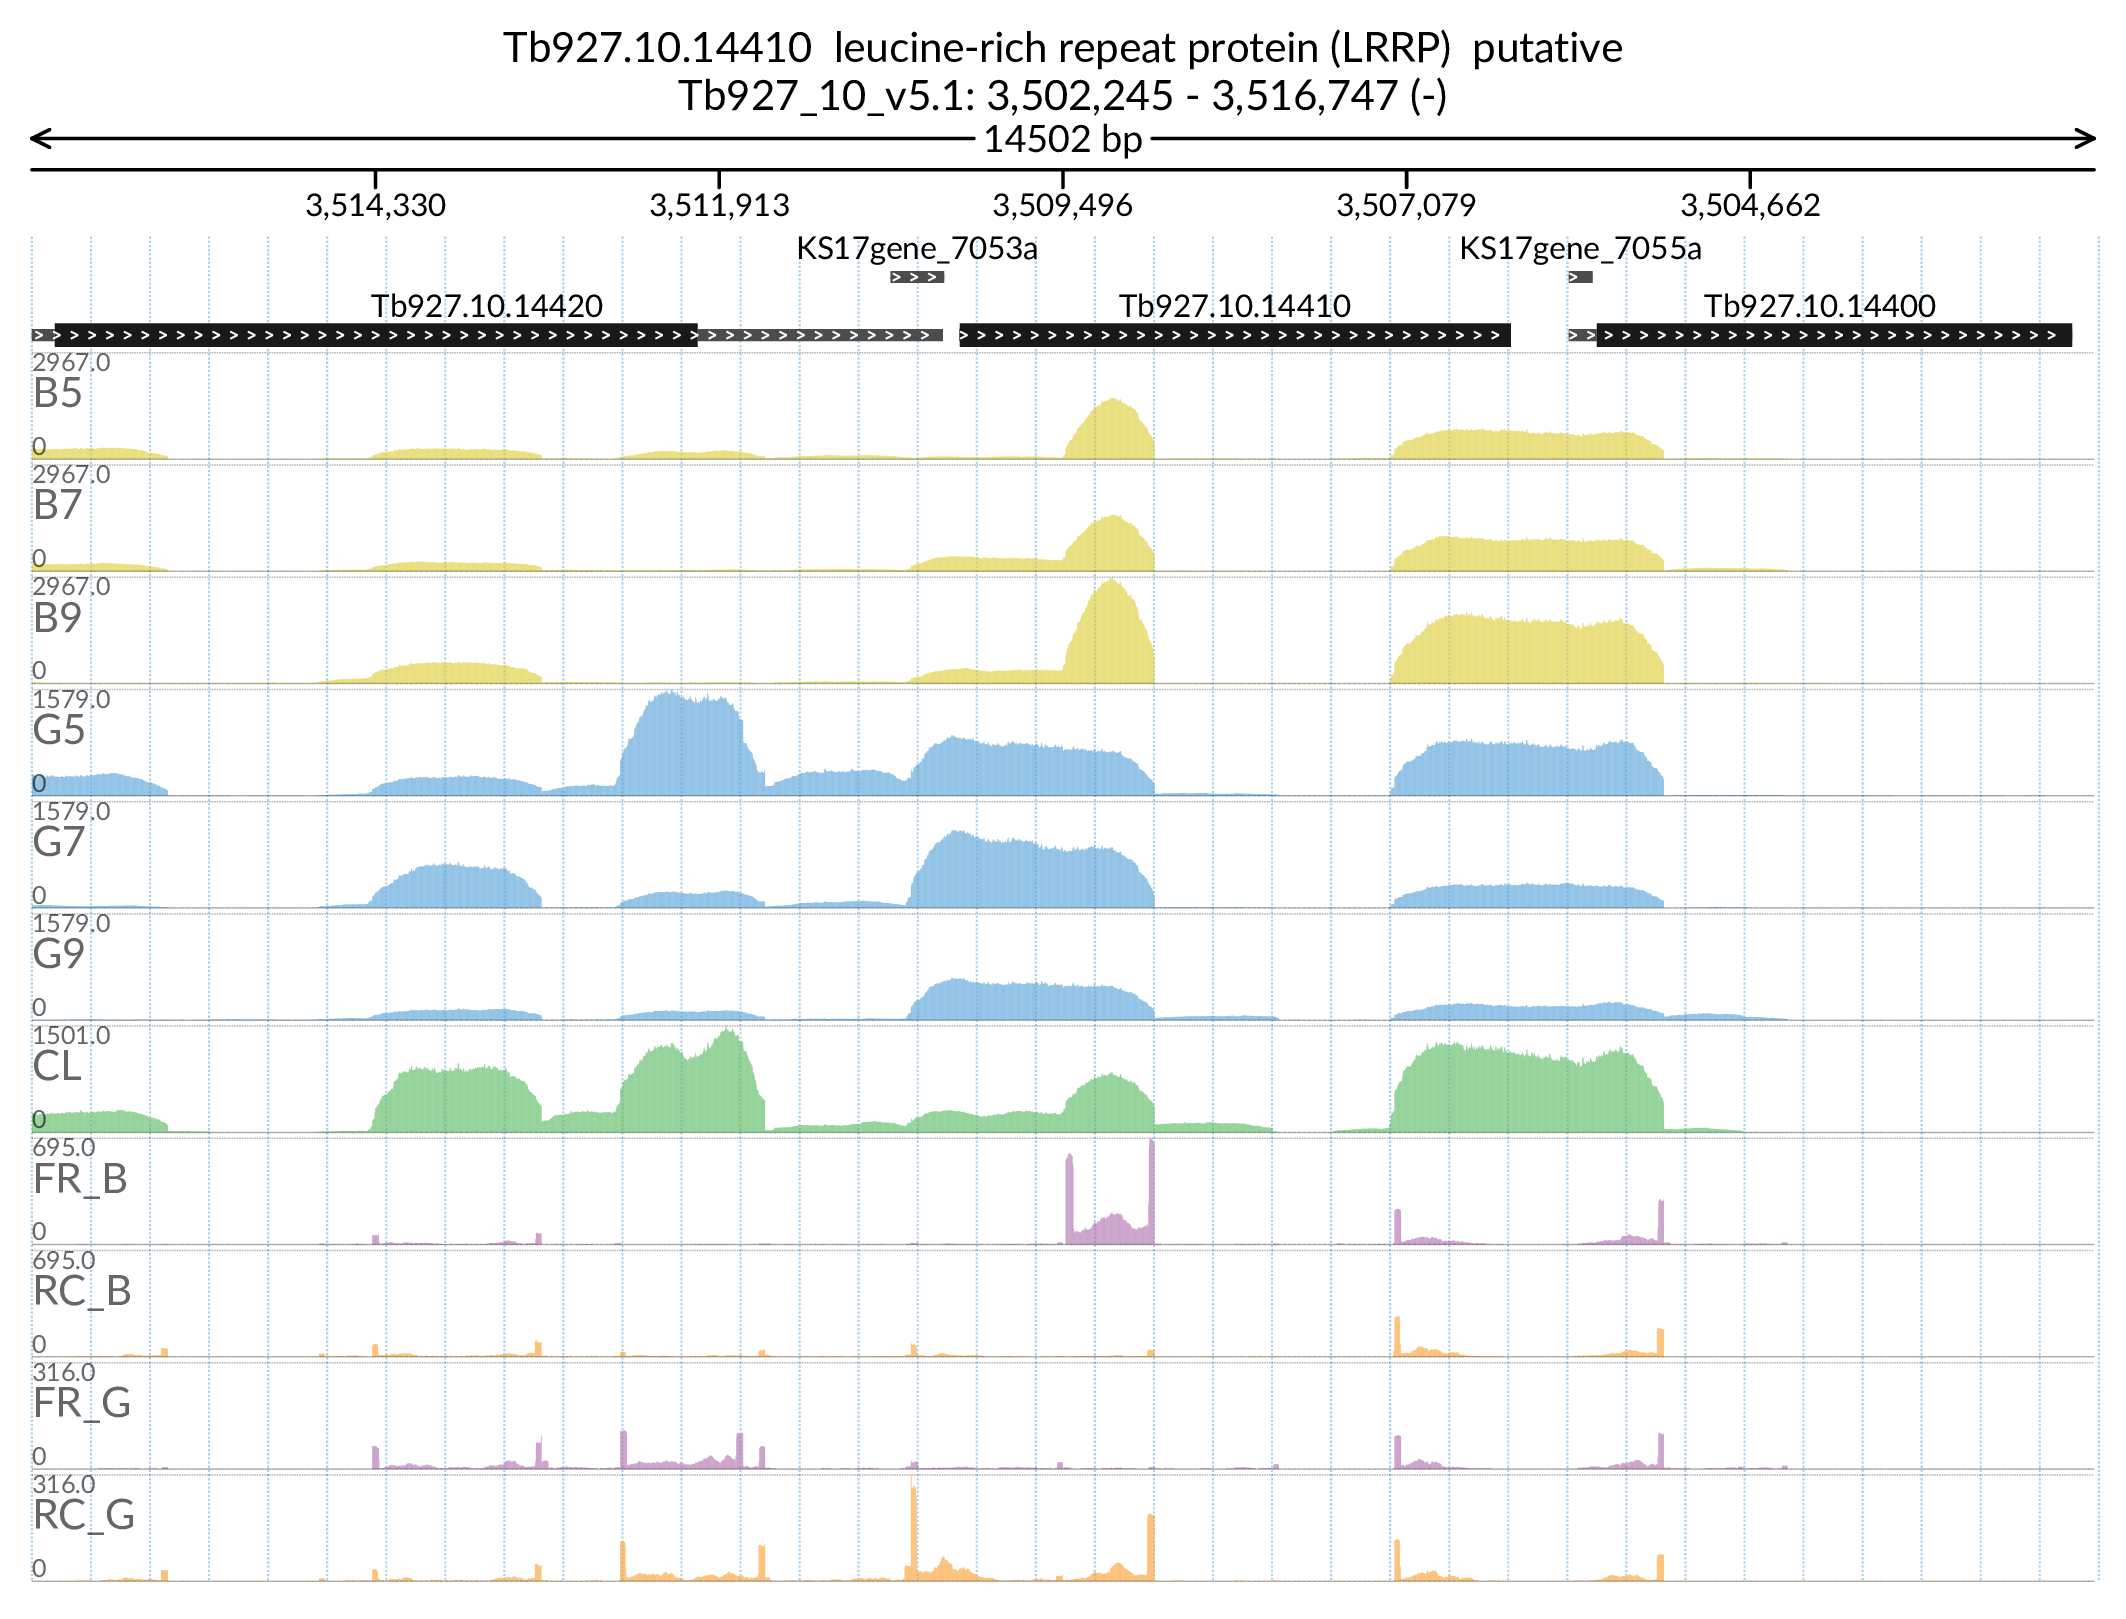 Tb927.10.14410  leucine-rich repeat protein (LRRP)  putative
Tb927_10_v5.1: 3,502,245 - 3,516,747 (-)
14502 bp
3,514,330 3,511,913 3,509,496 3,507,079 3,504,662
KS17gene_7053a KS17gene_7055a
Tb927.10.14420 Tb927.10.14410 Tb927.10.14400
2967.0
B5
0
2967.0
B7
0
2967.0
B9
0
1579.0
G5
0
1579.0
G7
0
1579.0
G9
0
1501.0
CL
0
695.0
FR_B
0
695.0
RC_B
0
316.0
FR_G
0
316.0
RC_G
0